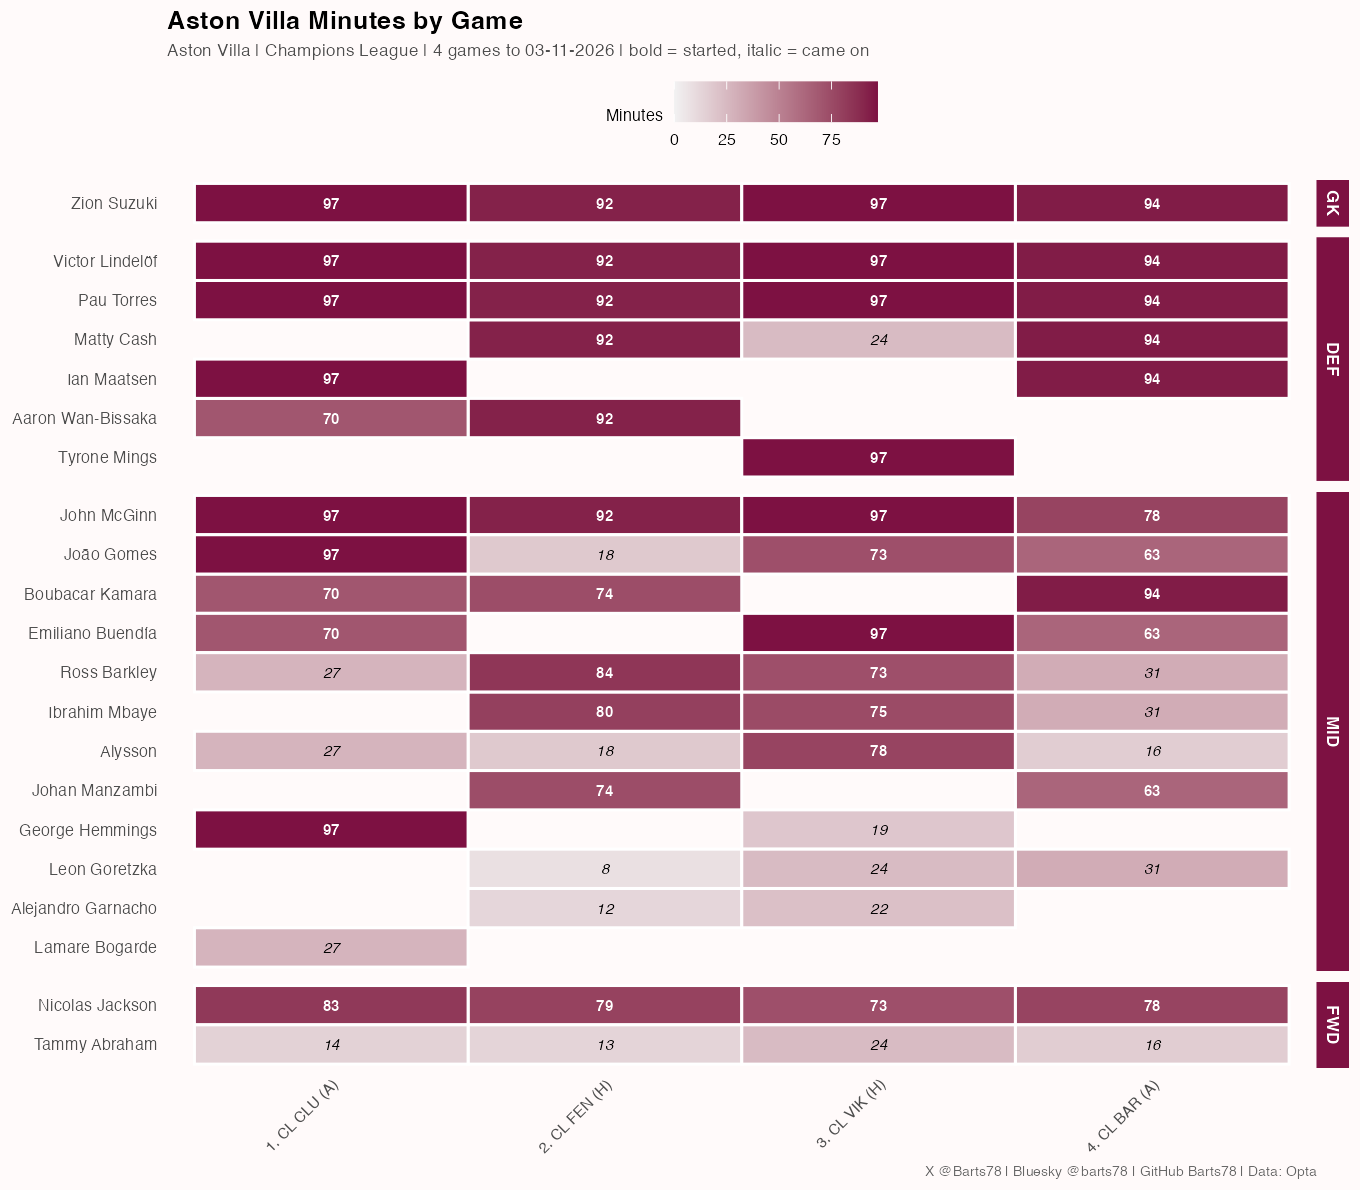 Aston Villa Minutes by Game
Aston Villa | Champions League | 4 games to 03-11-2026 | bold = started, italic = came on
Minutes
0 25 50 75
Zion Suzuki 97 92 97 94
GK
Victor Lindelöf 97 92 97 94
Pau Torres 97 92 97 94
Matty Cash 92 24 94
Ian Maatsen 97 94
Aaron Wan-Bissaka 70 92
Tyrone Mings 97
DEF
John McGinn 97 92 97 78
João Gomes 97 18 73 63
Boubacar Kamara 70 74 94
Emiliano Buendía 70 97 63
Ross Barkley 27 84 73 31
Ibrahim Mbaye 80 75 31
Alysson 27 18 78 16
Johan Manzambi 74 63
George Hemmings 97 19
Leon Goretzka 8 24 31
Alejandro Garnacho 12 22
Lamare Bogarde 27
MID
Nicolas Jackson 83 79 73 78
Tammy Abraham 14 13 24 16
FWD
1. CL CLU (A) 2. CL FEN (H) 3. CL VIK (H) 4. CL BAR (A)
X @Barts78 | Bluesky @barts78 | GitHub Barts78 | Data: Opta